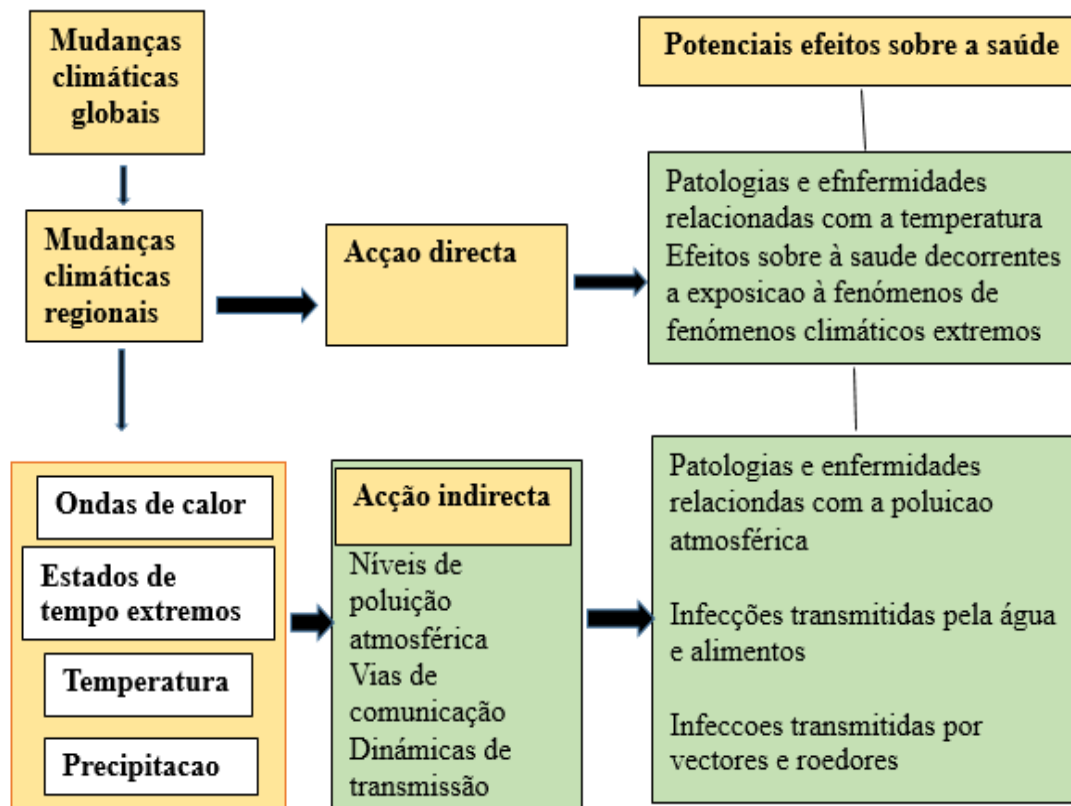 Mudanças
climáticas
globais
Potenciais efeitos sobre a saúde
Mudanças
climáticas
regionais
Acçao directa
Patologias e efnfermidades
relacionadas com a temperatura
Efeitos sobre à saude decorrentes
a exposicao à fenómenos de
fenómenos climáticos extremos
Ondas de calor
Estados de
tempo extremos
Temperatura
Precipitacao
Acção indirecta
Níveis de
poluição
atmosférica
Vias de
comunicação
Dinámicas de
transmissão
Patologias e enfermidades
relaciondas com a poluicao
atmosférica
Infecções transmitidas pela água
e alimentos
Infeccoes transmitidas por
vectores e roedores